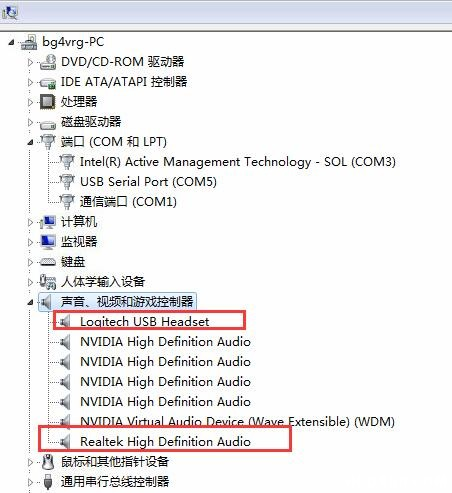 bg4vrg-PC
DVD/CD-ROM 驱动器
IDE ATA/ATAPI 控制器
处理器
磁盘驱动器
端口 (COM 和 LPT)
Intel(R) Active Management Technology - SOL (COM3)
USB Serial Port (COM5)
通信端口 (COM1)
计算机
监视器
键盘
人体学输入设备
声音、视频和游戏控制器
Logitech USB Headset
NVIDIA High Definition Audio
NVIDIA High Definition Audio
NVIDIA High Definition Audio
NVIDIA High Definition Audio
NVIDIA Virtual Audio Device (Wave Extensible) (WDM)
Realtek High Definition Audio
鼠标和其他指针设备
通用串行总线控制器